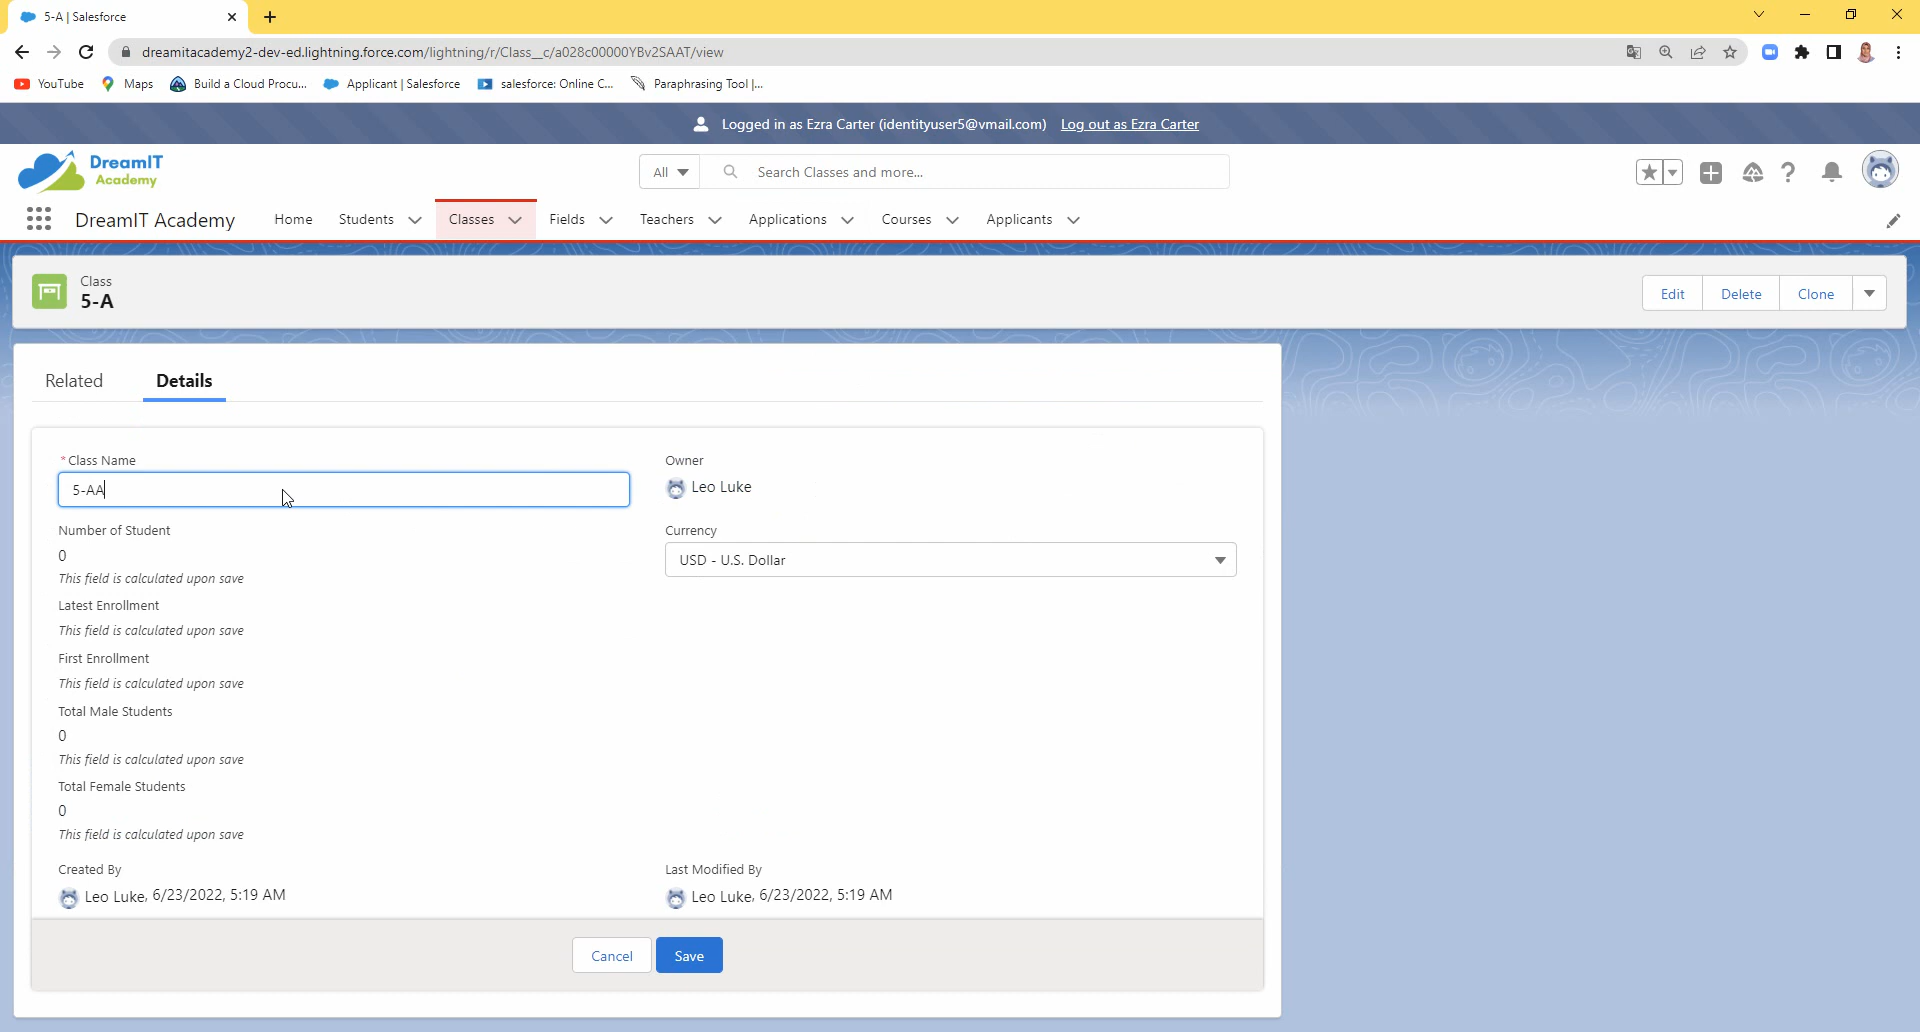 5-A | Salesforce
dreamitacademy2-dev-ed.lightning.force.com/lightning/r/Class__c/a028c00000YBv2SAAT/view
YouTube Maps Build a Cloud Procu... Applicant | Salesforce salesforce: Online C... Paraphrasing Tool |...
Logged in as Ezra Carter (identityuser5@vmail.com) Log out as Ezra Carter
DreamIT
Academy
All Search Classes and more...
DreamIT Academy Home Students Classes Fields Teachers Applications Courses Applicants
Class
5-A
Edit Delete Clone
Related Details
*Class Name
5-AA
Owner
Leo Luke
Number of Student
0
This field is calculated upon save
Currency
USD - U.S. Dollar
Latest Enrollment
This field is calculated upon save
First Enrollment
This field is calculated upon save
Total Male Students
0
This field is calculated upon save
Total Female Students
0
This field is calculated upon save
Created By
Leo Luke, 6/23/2022, 5:19 AM
Last Modified By
Leo Luke, 6/23/2022, 5:19 AM
Cancel Save